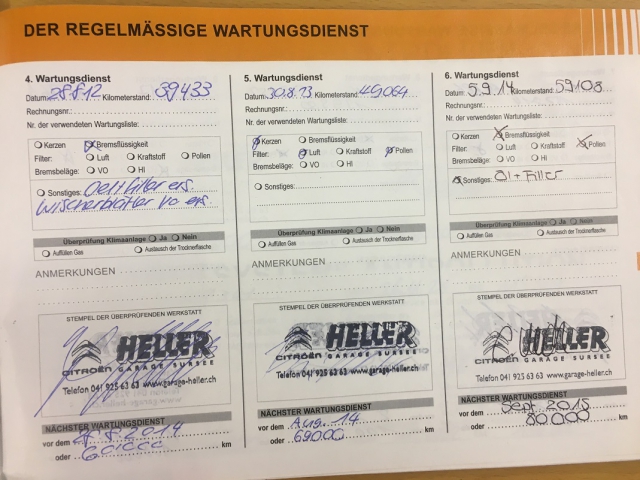 DER REGELMÄSSIGE WARTUNGSDIENST
4. Wartungsdienst
Datum: 28.8.12 Kilometerstand: 39433
Rechnungsnr.:
Nr. der verwendeten Wartungsliste:
Kerzen Bremsflüssigkeit
Filter: Luft Kraftstoff Pollen
Bremsbeläge: VO HI
Sonstiges: Oel+Filter ers.
Wischerblätter vo ers.
Überprüfung Klimaanlage Ja Nein
Auffüllen Gas Austausch der Trocknerflasche
ANMERKUNGEN
STEMPEL DER ÜBERPRÜFENDEN WERKSTATT
HELLER
CITROËN GARAGE SURSEE
Telefon 041 925 63 63 www.garage-heller.ch
NÄCHSTER WARTUNGSDIENST
vor dem 2014
oder 60'000 km
5. Wartungsdienst
Datum: 30.8.13 Kilometerstand: 49064
Rechnungsnr.:
Nr. der verwendeten Wartungsliste:
Kerzen Bremsflüssigkeit
Filter: Luft Kraftstoff Pollen
Bremsbeläge: VO HI
Sonstiges:
Überprüfung Klimaanlage Ja Nein
Auffüllen Gas Austausch der Trocknerflasche
ANMERKUNGEN
STEMPEL DER ÜBERPRÜFENDEN WERKSTATT
HELLER
CITROËN GARAGE SURSEE
Telefon 041 925 63 63 www.garage-heller.ch
NÄCHSTER WARTUNGSDIENST
vor dem Aug. 14
oder 69000 km
6. Wartungsdienst
Datum: 5.9.14 Kilometerstand: 59108
Rechnungsnr.:
Nr. der verwendeten Wartungsliste:
Kerzen Bremsflüssigkeit
Filter: Luft Kraftstoff Pollen
Bremsbeläge: VO HI
Sonstiges: Öl + Filter
Überprüfung Klimaanlage Ja Nein
Auffüllen Gas Austausch der Trocknerflasche
ANMERKUNGEN
STEMPEL DER ÜBERPRÜFENDEN WERKSTATT
HELLER
CITROËN GARAGE SURSEE
Telefon 041 925 63 63 www.garage-heller.ch
NÄCHSTER WARTUNGSDIENST
vor dem Sept. 2015
oder 80000 km